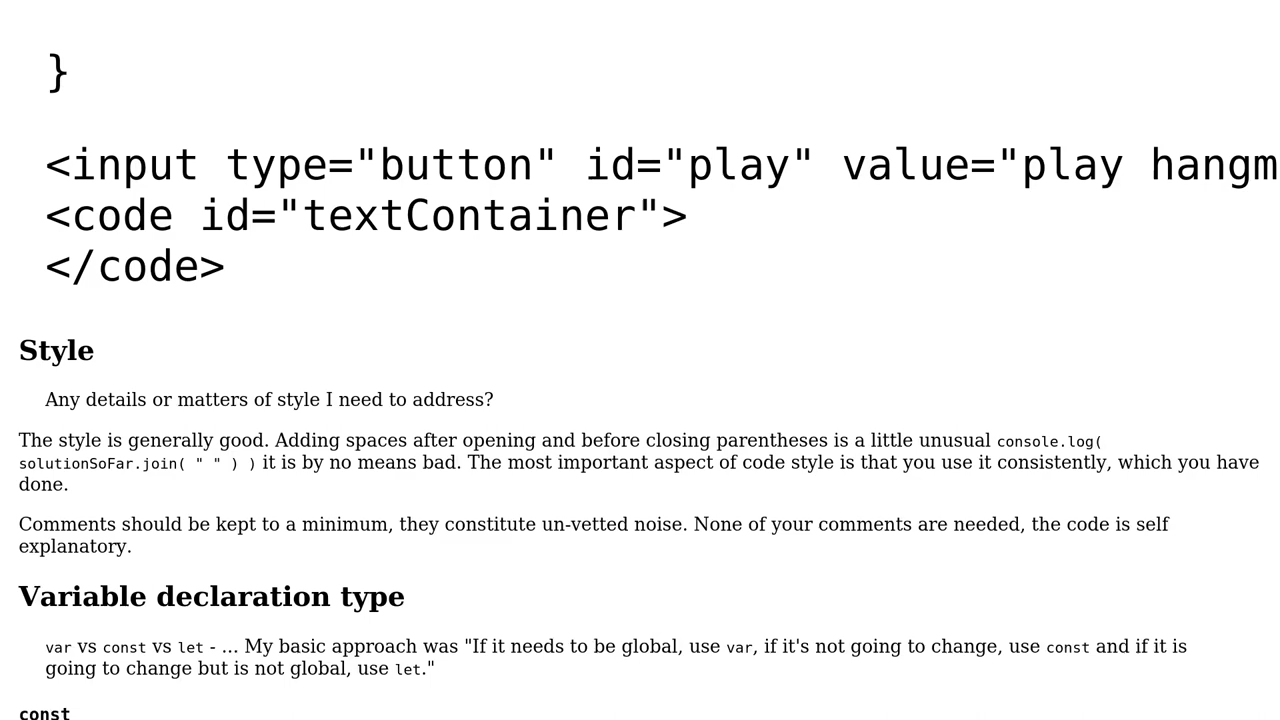 }
<input type="button" id="play" value="play hangm
<code id="textContainer">
</code>
Style
Any details or matters of style I need to address?
The style is generally good. Adding spaces after opening and before closing parentheses is a little unusual console.log(
solutionSoFar.join( " " ) ) it is by no means bad. The most important aspect of code style is that you use it consistently, which you have
done.
Comments should be kept to a minimum, they constitute un-vetted noise. None of your comments are needed, the code is self
explanatory.
Variable declaration type
var vs const vs let - ... My basic approach was "If it needs to be global, use var, if it's not going to change, use const and if it is
going to change but is not global, use let."
const